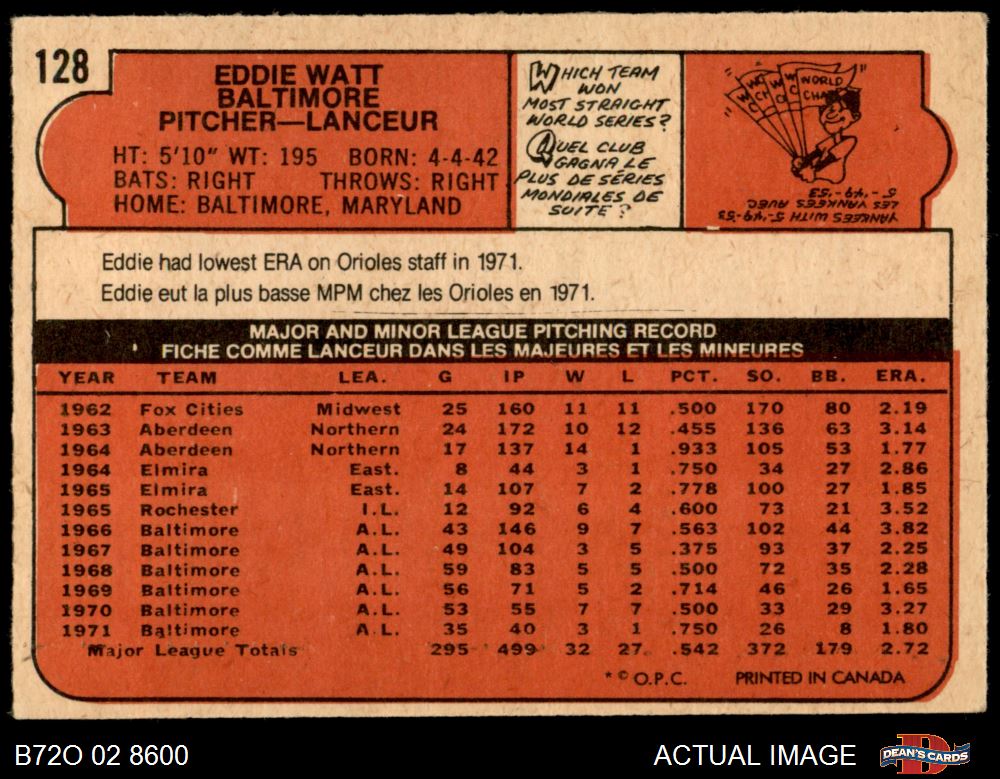 128
EDDIE WATT
BALTIMORE
PITCHER—LANCEUR
HT: 5'10" WT: 195 BORN: 4-4-42
BATS: RIGHT THROWS: RIGHT
HOME: BALTIMORE, MARYLAND
WHICH TEAM
WON
MOST STRAIGHT
WORLD SERIES?
QUEL CLUB
GAGNA LE
PLUS DE SÉRIES
MONDIALES DE
SUITE?
WORLD
CHA
YANKEES WITH 5-'49-53
LES YANKEES AVEC
5 -'49-'53
Eddie had lowest ERA on Orioles staff in 1971.
Eddie eut la plus basse MPM chez les Orioles en 1971.
MAJOR AND MINOR LEAGUE PITCHING RECORD
FICHE COMME LANCEUR DANS LES MAJEURES ET LES MINEURES
YEAR TEAM LEA. G IP W L PCT. SO. BB. ERA.
1962 Fox Cities Midwest 25 160 11 11 .500 170 80 2.19
1963 Aberdeen Northern 24 172 10 12 .455 136 63 3.14
1964 Aberdeen Northern 17 137 14 1 .933 105 53 1.77
1964 Elmira East. 8 44 3 1 .750 34 27 2.86
1965 Elmira East. 14 107 7 2 .778 100 27 1.85
1965 Rochester I.L. 12 92 6 4 .600 73 21 3.52
1966 Baltimore A.L. 43 146 9 7 .563 102 44 3.82
1967 Baltimore A.L. 49 104 3 5 .375 93 37 2.25
1968 Baltimore A.L. 59 83 5 5 .500 72 35 2.28
1969 Baltimore A.L. 56 71 5 2 .714 46 26 1.65
1970 Baltimore A.L. 53 55 7 7 .500 33 29 3.27
1971 Baltimore A.L. 35 40 3 1 .750 26 8 1.80
Major League Totals 295 499 32 27 .542 372 179 2.72
* © O.P.C. PRINTED IN CANADA
B72O 02 8600 ACTUAL IMAGE DEAN'S CARDS